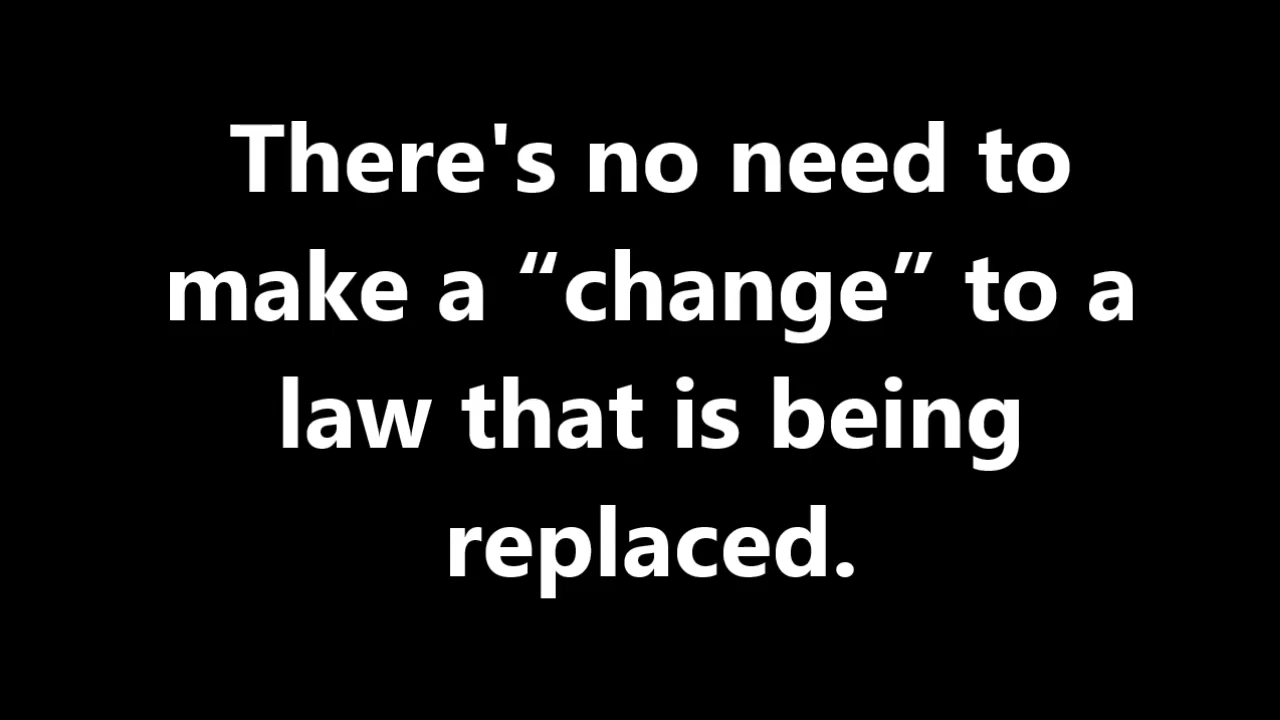 There's no need to
make a “change” to a
law that is being
replaced.